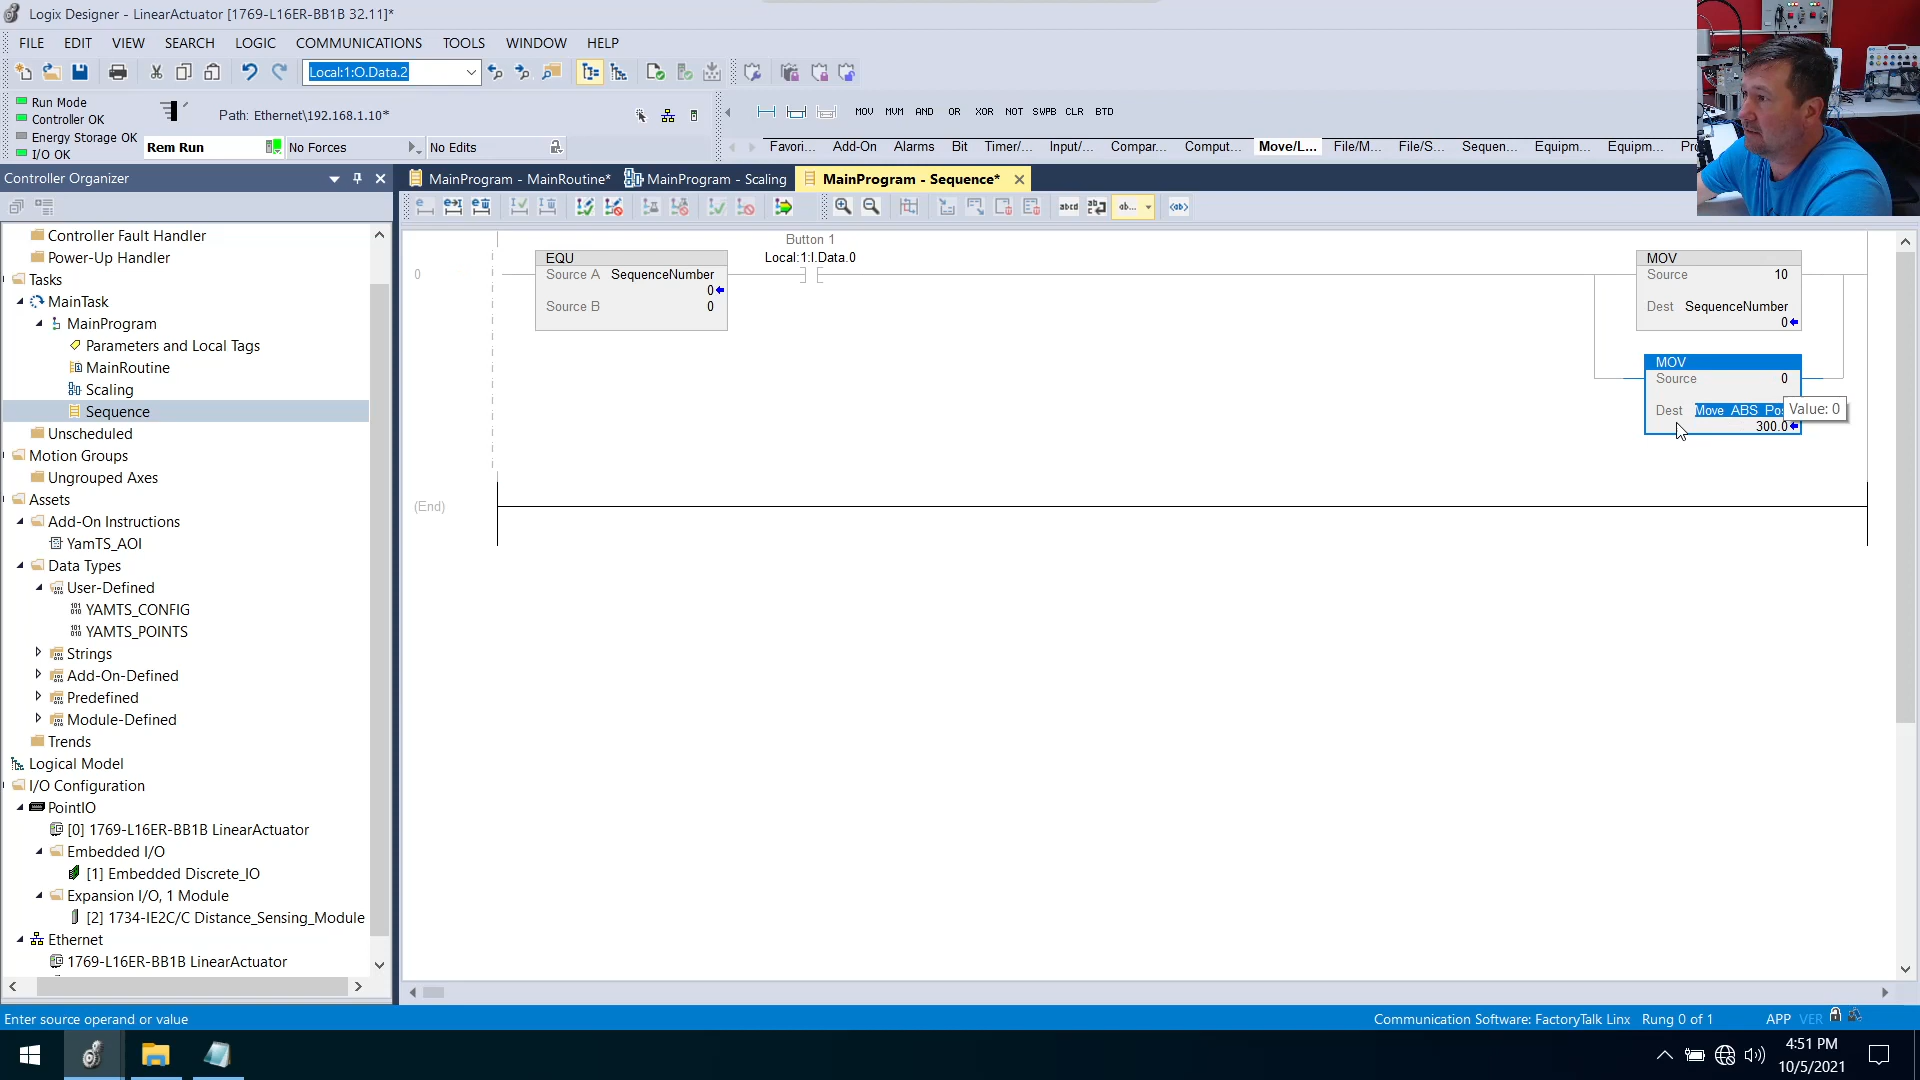 Logix Designer - LinearActuator [1769-L16ER-BB1B 32.11]*
FILE EDIT VIEW SEARCH LOGIC COMMUNICATIONS TOOLS WINDOW HELP
Local:1:O.Data.2
Run Mode
Controller OK
Energy Storage OK
I/O OK
Path: Ethernet\192.168.1.10*
Rem Run No Forces No Edits
MOV MVM AND OR XOR NOT SWPB CLR BTD
Favori... Add-On Alarms Bit Timer/... Input/... Compar... Comput... Move/L... File/M... File/S... Sequen... Equipm... Equipm...
Controller Organizer
MainProgram - MainRoutine* MainProgram - Scaling MainProgram - Sequence*
abcd ab...
Controller Fault Handler
Power-Up Handler
Tasks
MainTask
MainProgram
Parameters and Local Tags
MainRoutine
Scaling
Sequence
Unscheduled
Motion Groups
Ungrouped Axes
Assets
Add-On Instructions
YamTS_AOI
Data Types
User-Defined
YAMTS_CONFIG
YAMTS_POINTS
Strings
Add-On-Defined
Predefined
Module-Defined
Trends
Logical Model
I/O Configuration
PointIO
[0] 1769-L16ER-BB1B LinearActuator
Embedded I/O
[1] Embedded Discrete_IO
Expansion I/O, 1 Module
[2] 1734-IE2C/C Distance_Sensing_Module
Ethernet
1769-L16ER-BB1B LinearActuator
0
EQU
Source A SequenceNumber
0
Source B 0
Button 1
Local:1:I.Data.0
MOV
Source 10
Dest SequenceNumber
0
MOV
Source 0
Dest Move_ABS_Pos
300.0
Value: 0
(End)
Enter source operand or value
Communication Software: FactoryTalk Linx Rung 0 of 1 APP VER
4:51 PM
10/5/2021